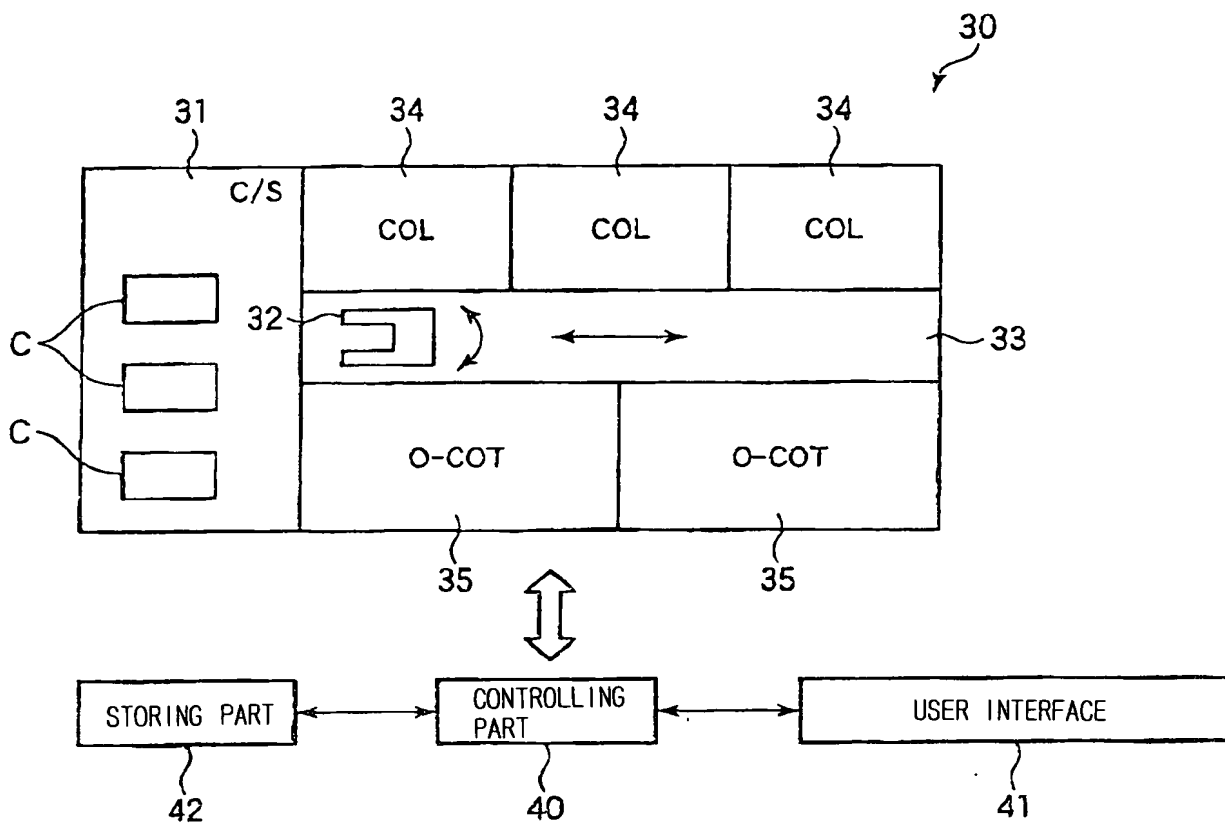 30
31 34 34 34
C/S
COL COL COL
32
C
33
C
O-COT O-COT
35 35
STORING PART
CONTROLLING
PART
USER INTERFACE
42 40 41